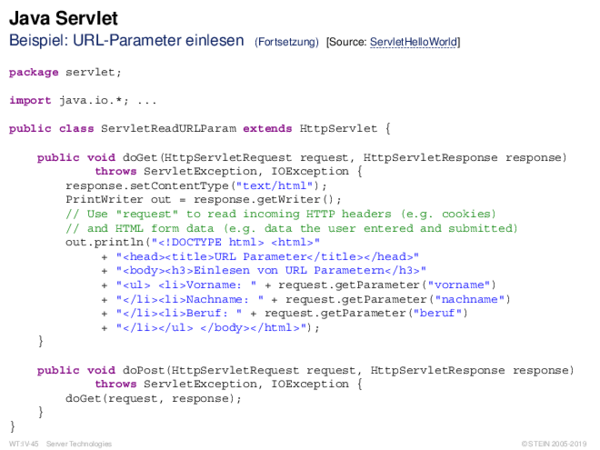 Java Servlet
Beispiel: URL-Parameter einlesen (Fortsetzung) [Source: ServletHelloWorld]
package servlet;
import java.io.*; ...
public class ServletReadURLParam extends HttpServlet {
public void doGet(HttpServletRequest request, HttpServletResponse response)
throws ServletException, IOException {
response.setContentType("text/html");
PrintWriter out = response.getWriter();
// Use "request" to read incoming HTTP headers (e.g. cookies)
// and HTML form data (e.g. data the user entered and submitted)
out.println("<!DOCTYPE html> <html>"
+ "<head><title>URL Parameter</title></head>"
+ "<body><h3>Einlesen von URL Parametern</h3>"
+ "<ul> <li>Vorname: " + request.getParameter("vorname")
+ "</li><li>Nachname: " + request.getParameter("nachname")
+ "</li><li>Beruf: " + request.getParameter("beruf")
+ "</li></ul> </body></html>");
}
public void doPost(HttpServletRequest request, HttpServletResponse response)
throws ServletException, IOException {
doGet(request, response);
}
}
WT:IV-45 Server Technologies © STEIN 2005-2019